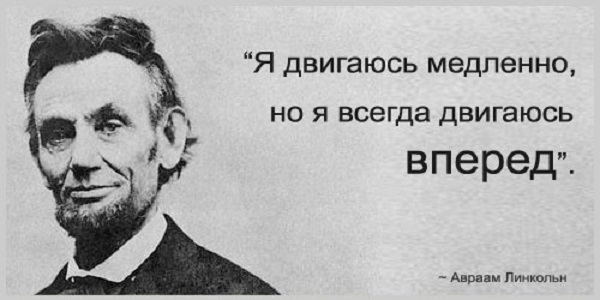 “Я двигаюсь медленно,
но я всегда двигаюсь
вперед”.
~ Авраам Линкольн